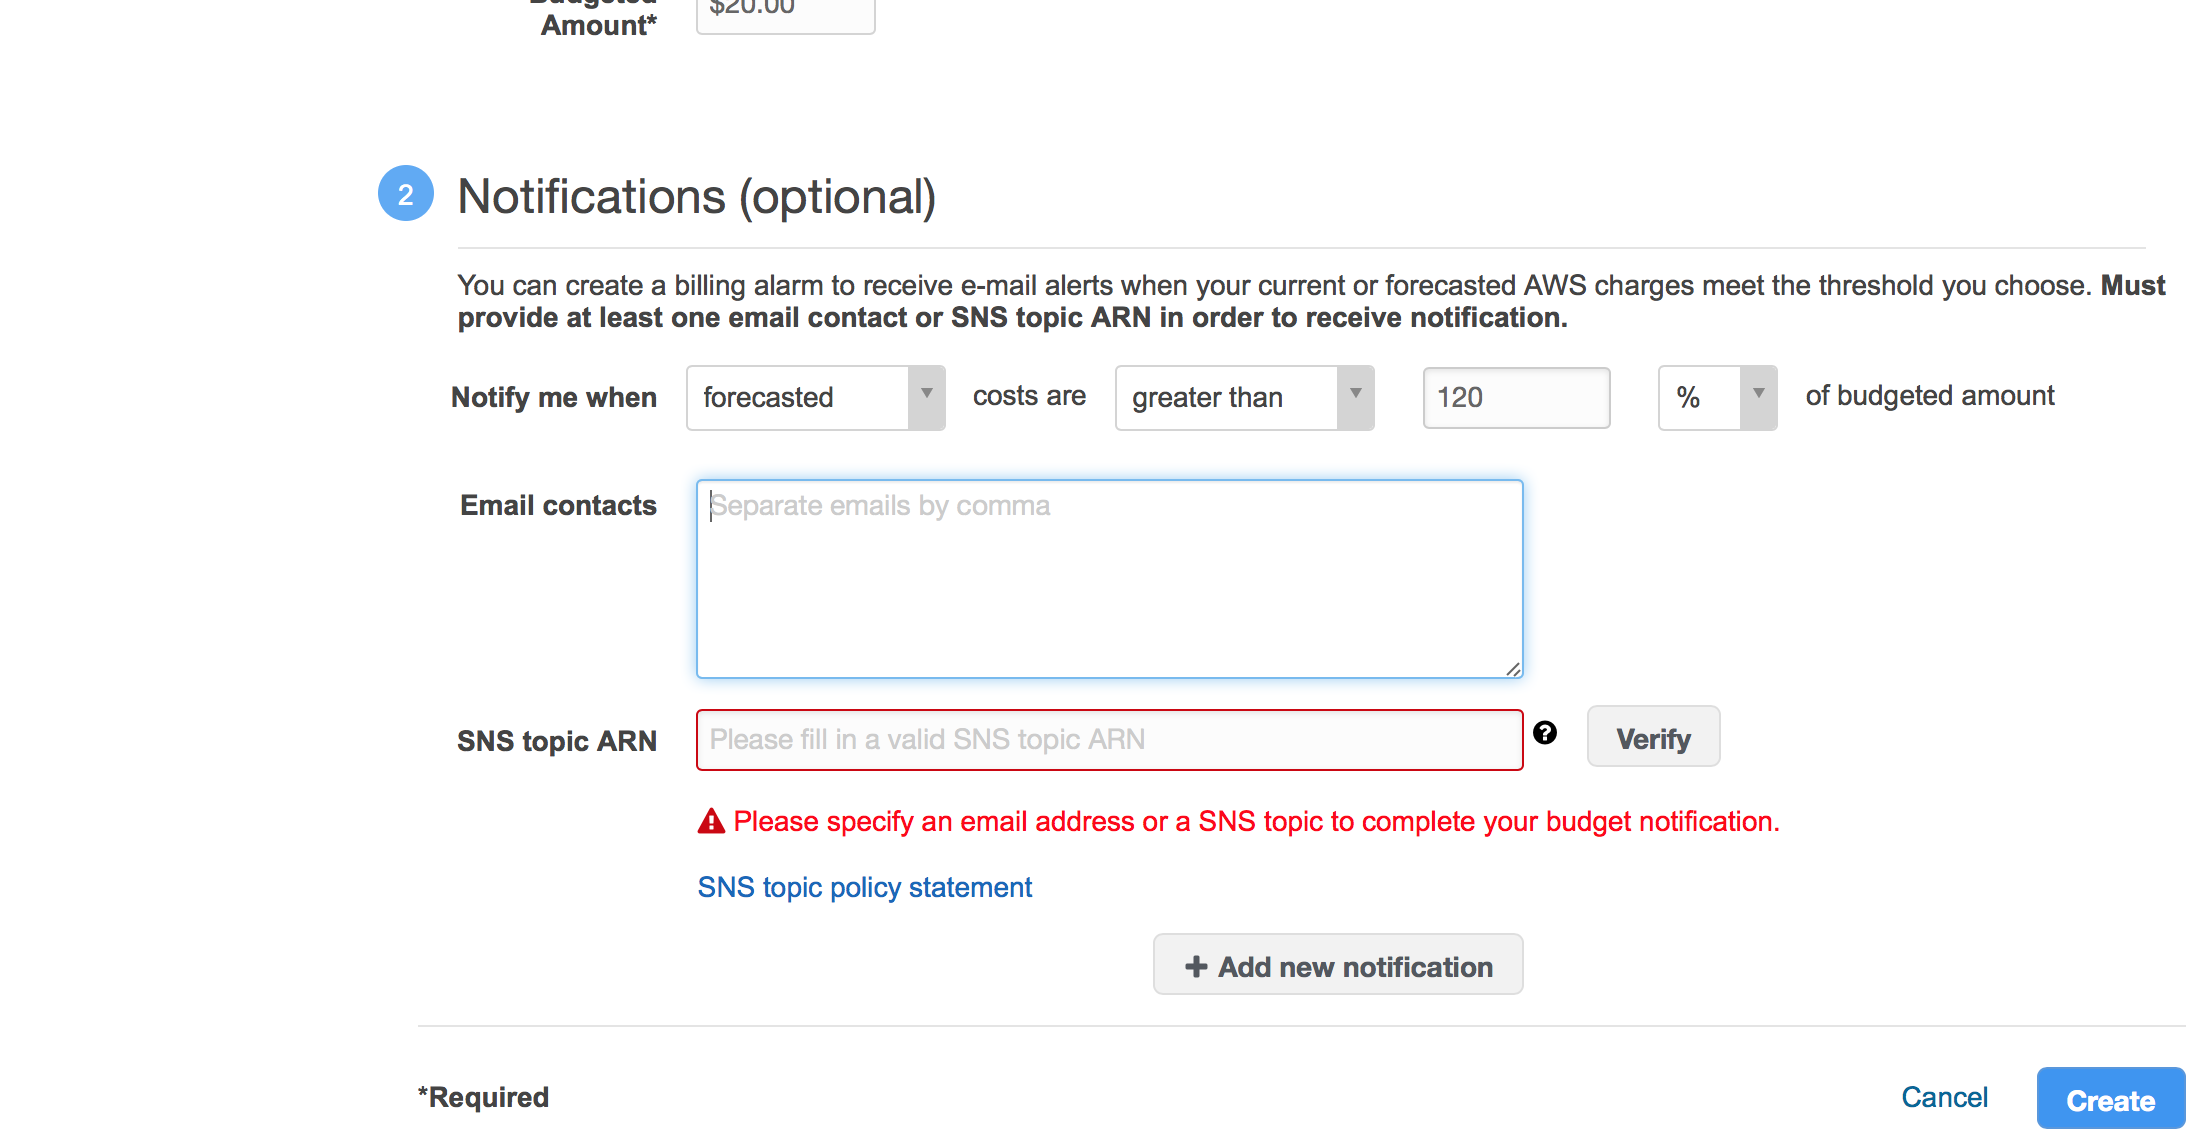 Budgeted
Amount*
$20.00
2
Notifications (optional)
You can create a billing alarm to receive e-mail alerts when your current or forecasted AWS charges meet the threshold you choose. Must
provide at least one email contact or SNS topic ARN in order to receive notification.
Notify me when forecasted costs are greater than 120 % of budgeted amount
Email contacts
Separate emails by comma
SNS topic ARN
Please fill in a valid SNS topic ARN
Verify
Please specify an email address or a SNS topic to complete your budget notification.
SNS topic policy statement
Add new notification
*Required
Cancel
Create